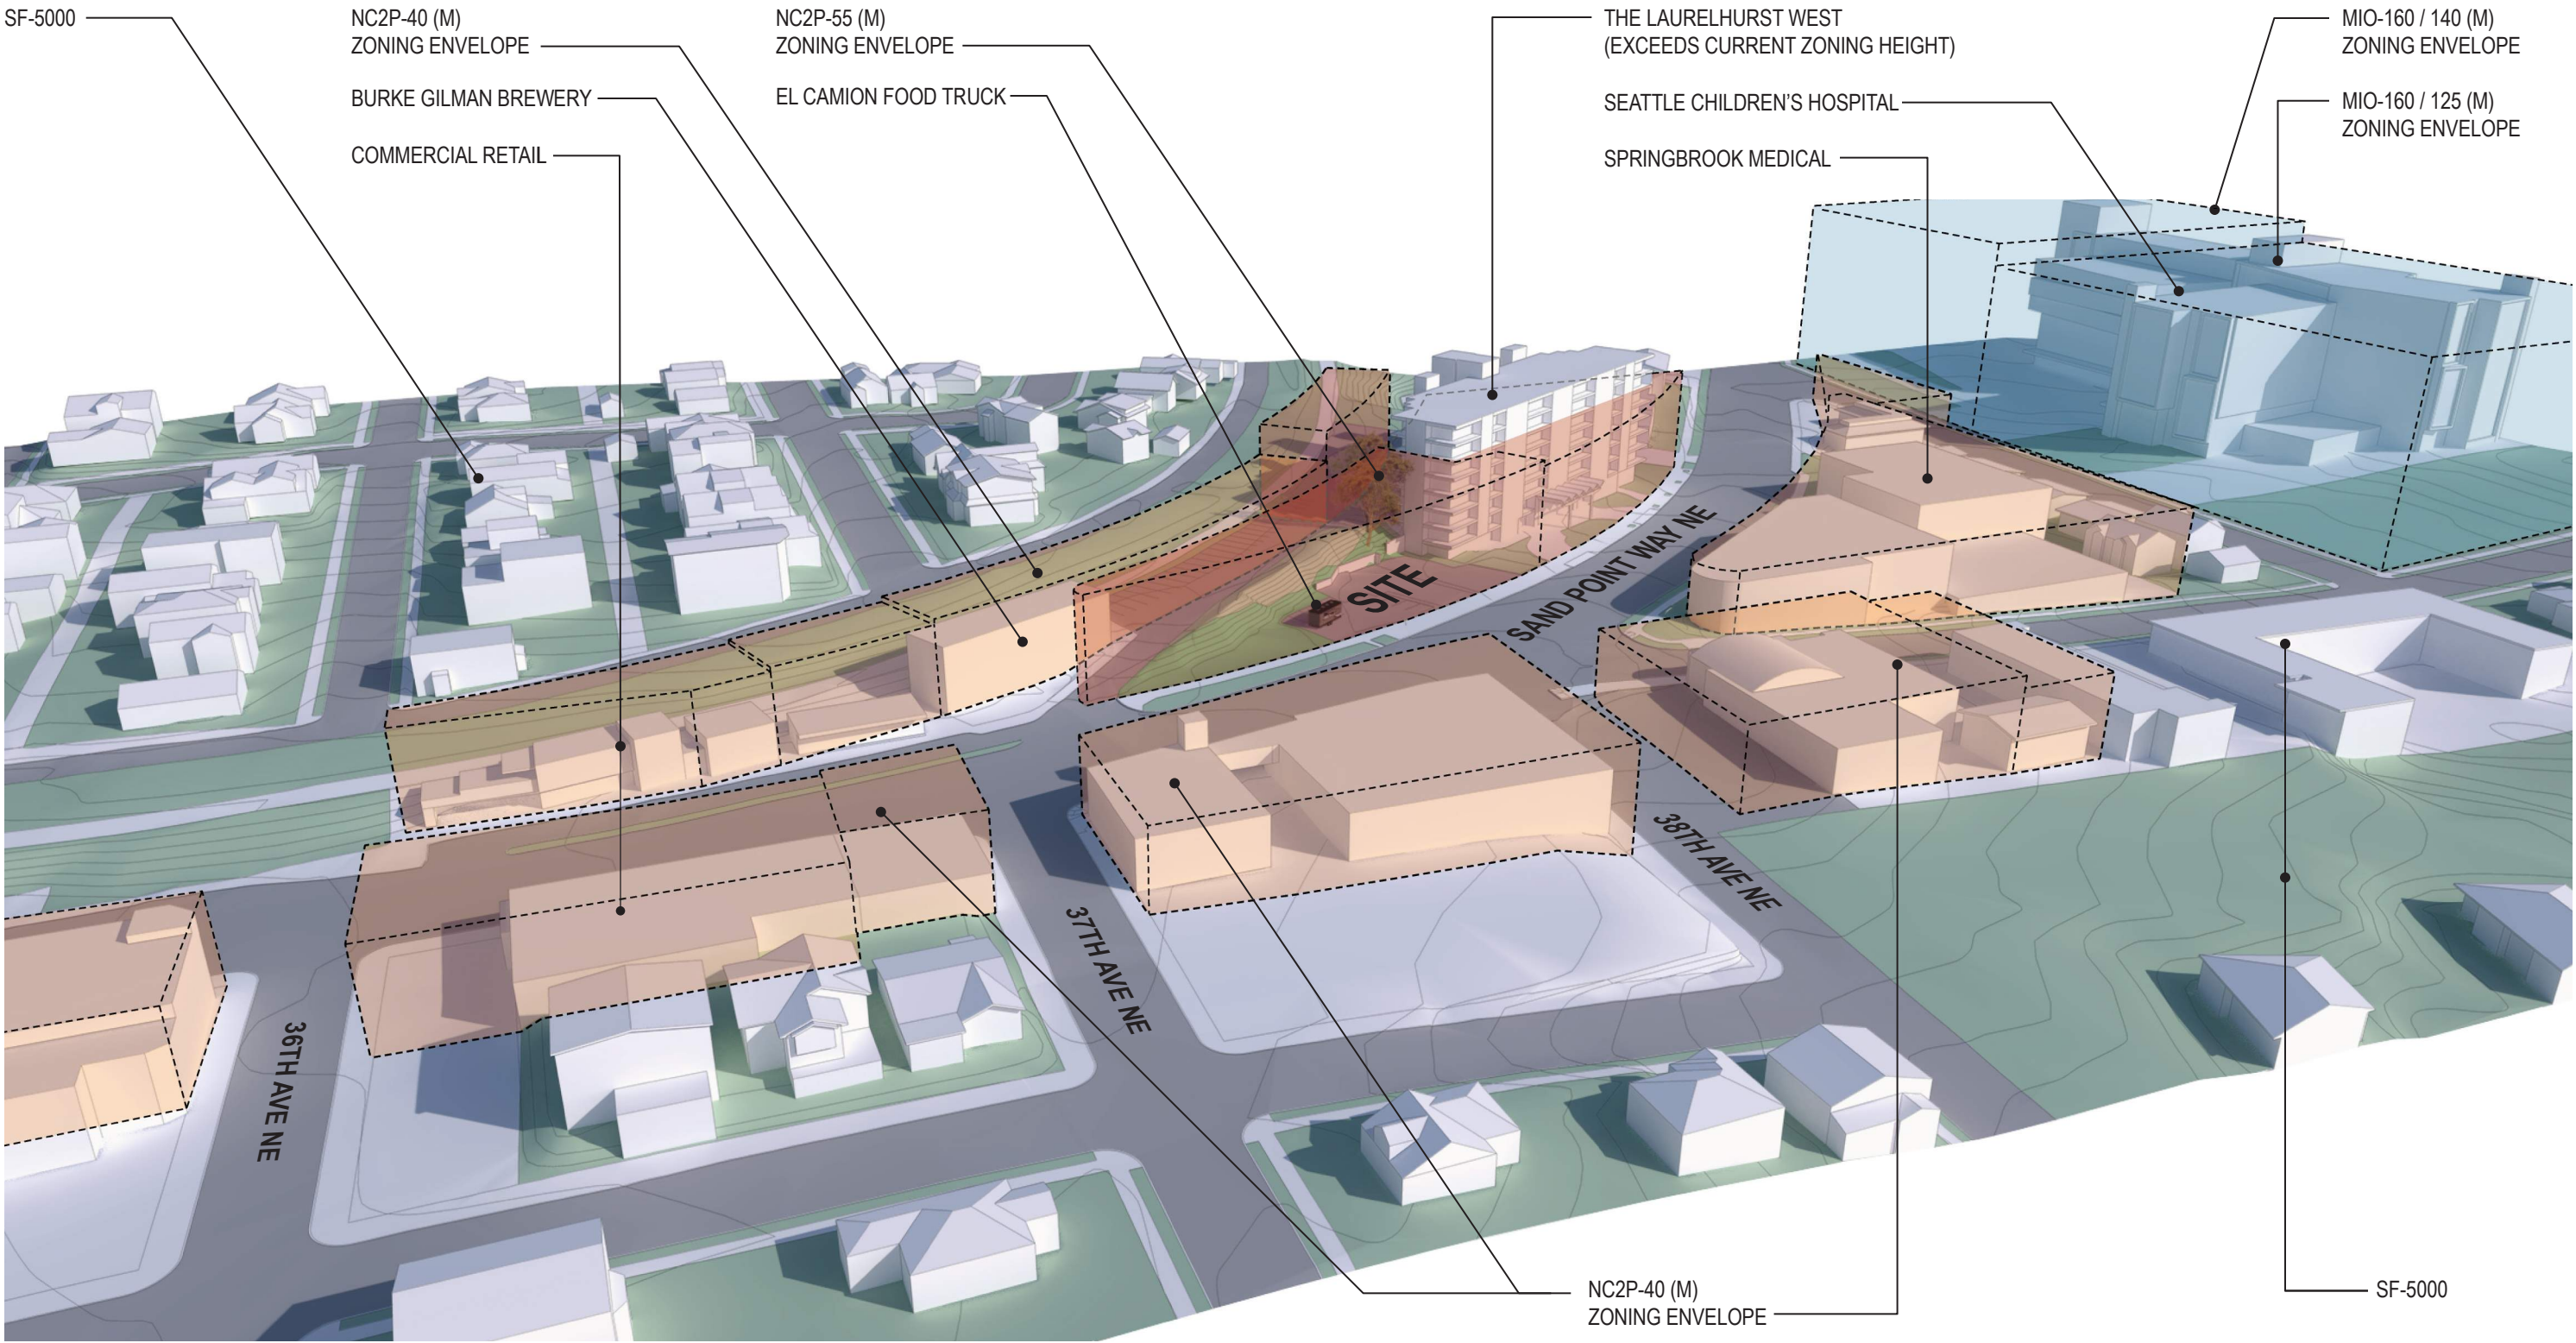 SF-5000
NC2P-40 (M)
ZONING ENVELOPE
BURKE GILMAN BREWERY
COMMERCIAL RETAIL
NC2P-55 (M)
ZONING ENVELOPE
EL CAMION FOOD TRUCK
THE LAURELHURST WEST
(EXCEEDS CURRENT ZONING HEIGHT)
SEATTLE CHILDREN'S HOSPITAL
SPRINGBROOK MEDICAL
MIO-160 / 140 (M)
ZONING ENVELOPE
MIO-160 / 125 (M)
ZONING ENVELOPE
SITE
SAND POINT WAY NE
38TH AVE NE
37TH AVE NE
36TH AVE NE
NC2P-40 (M)
ZONING ENVELOPE
SF-5000